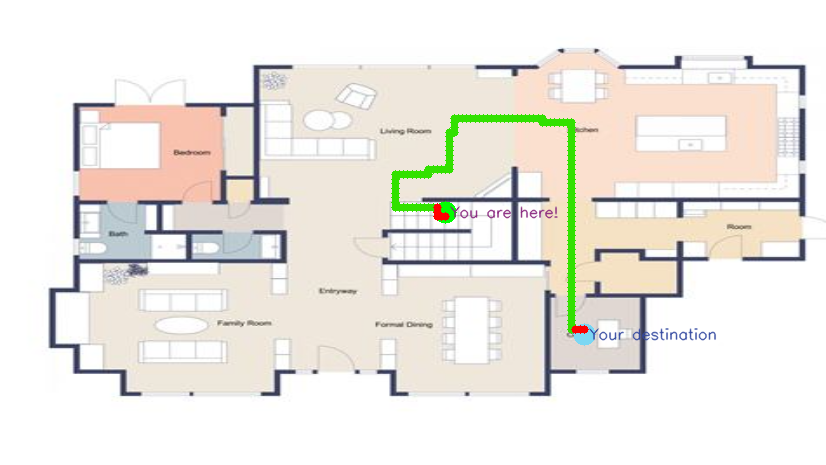 Living Room
Kitchen
Bedroom
You are here!
Bath
Room
Entryway
Family Room
Formal Dining
Your destination